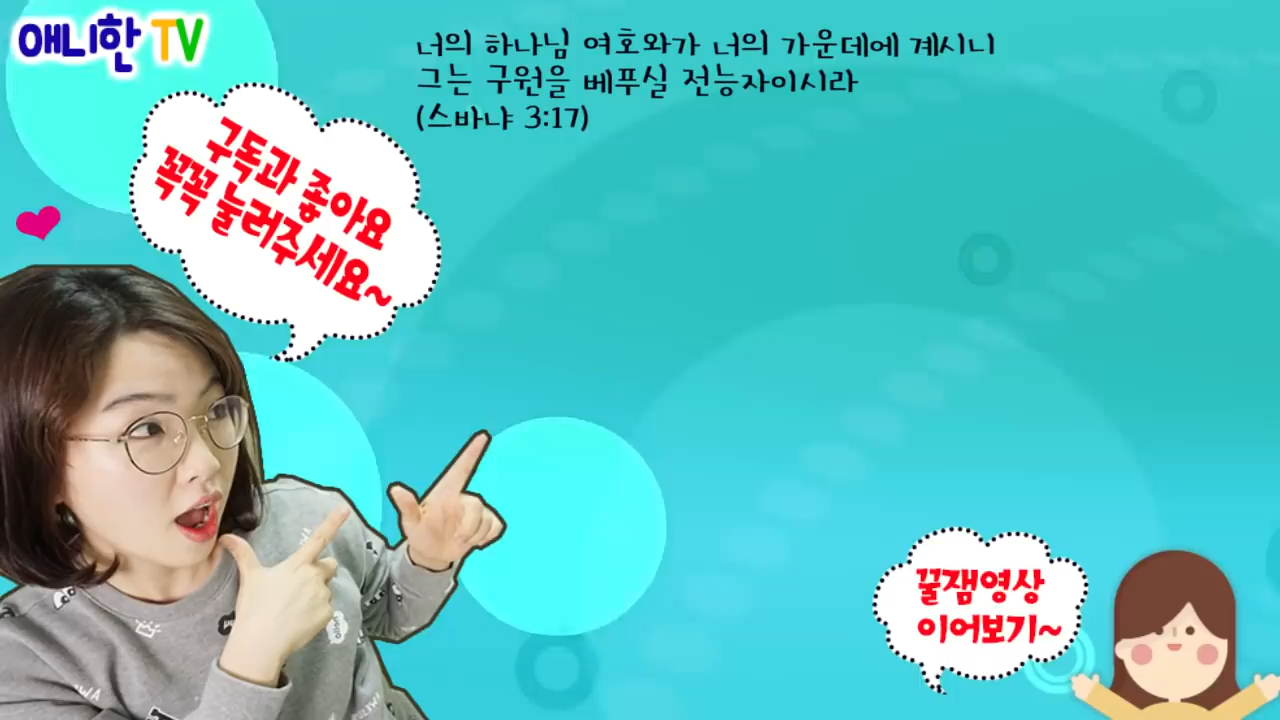 애니한 TV
너의 하나님 여호와가 너의 가운데에 계시니
그는 구원을 베푸실 전능자이시라
(스바냐 3:17)
구독과 좋아요
꼭꼭 눌러주세요~
꿀잼영상
이어보기~